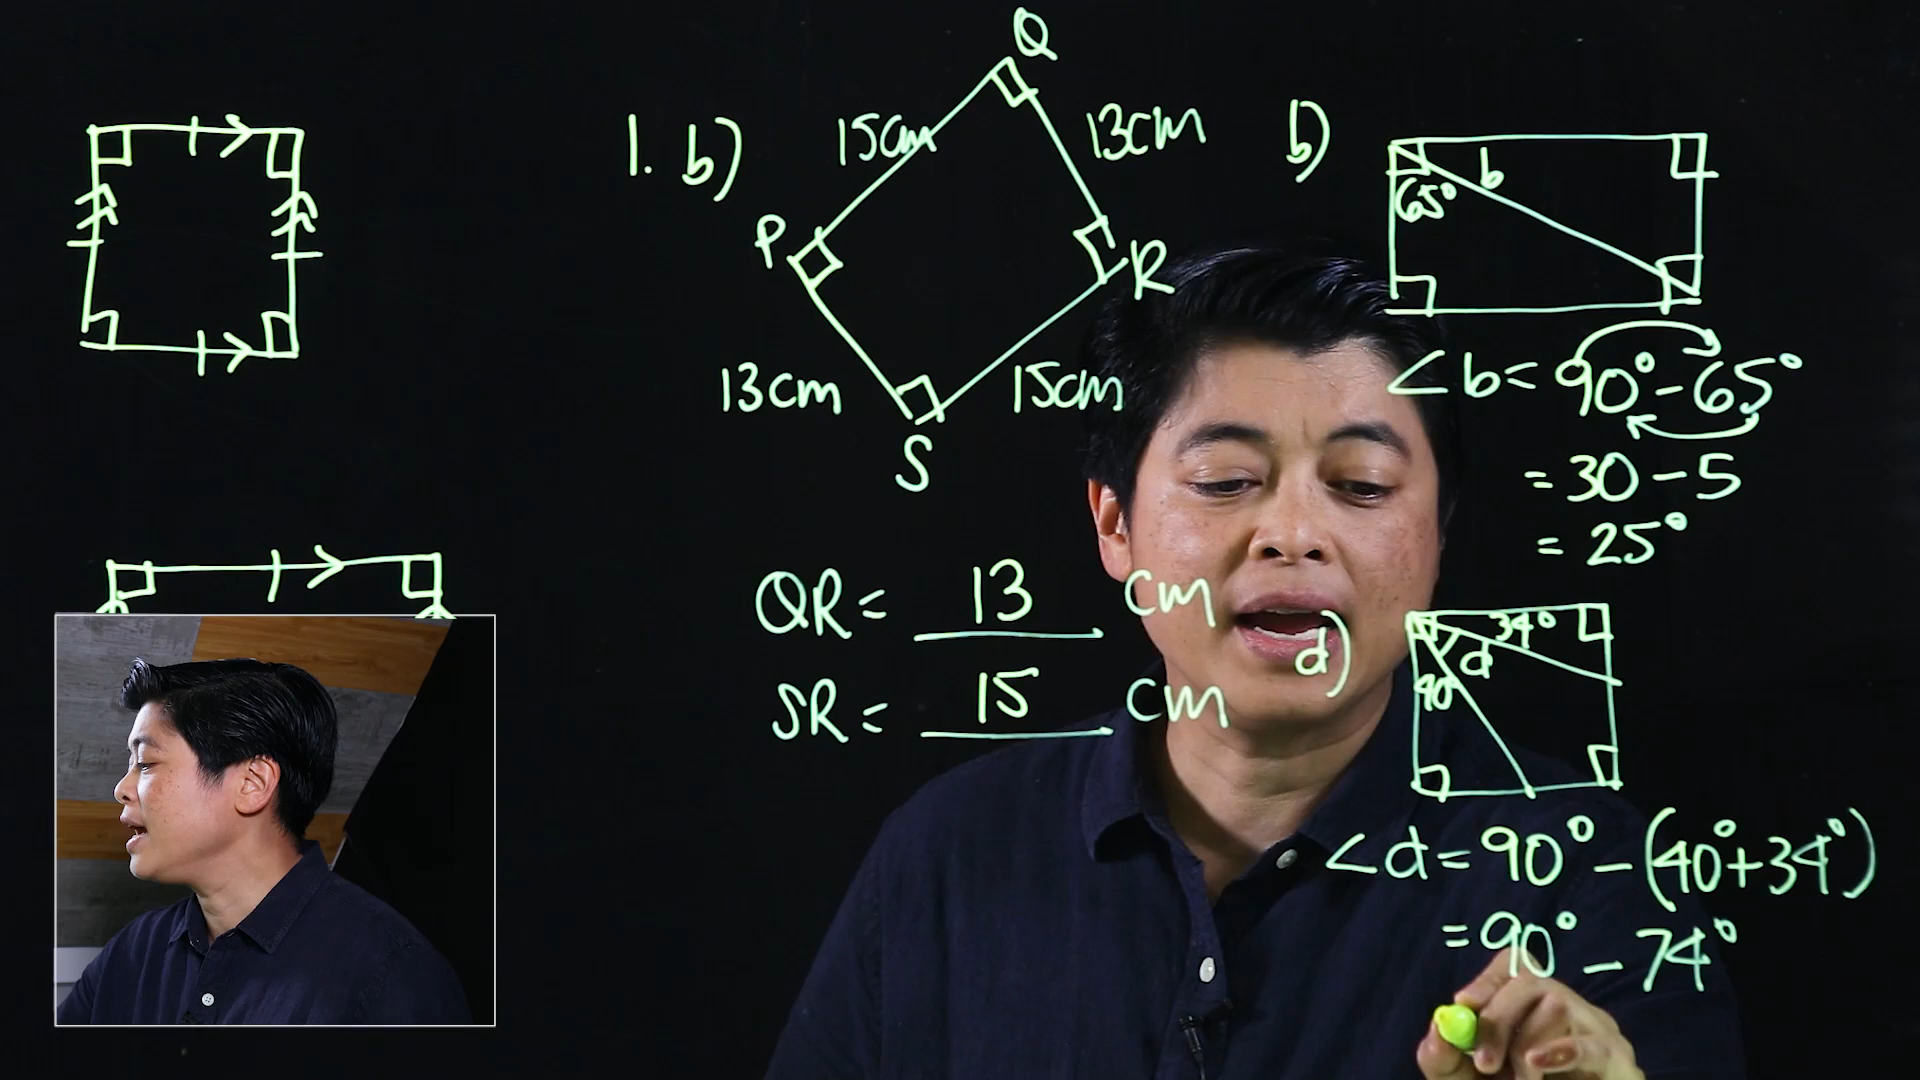 1. b)
Q
15cm
13cm
P
R
13cm
15cm
S
QR = 13 cm
SR = 15 cm
b)
65°
b
<b = 90° - 65°
= 30 - 5
= 25°
d)
34°
d
40°
<d = 90° - (40° + 34°)
= 90° - 74°